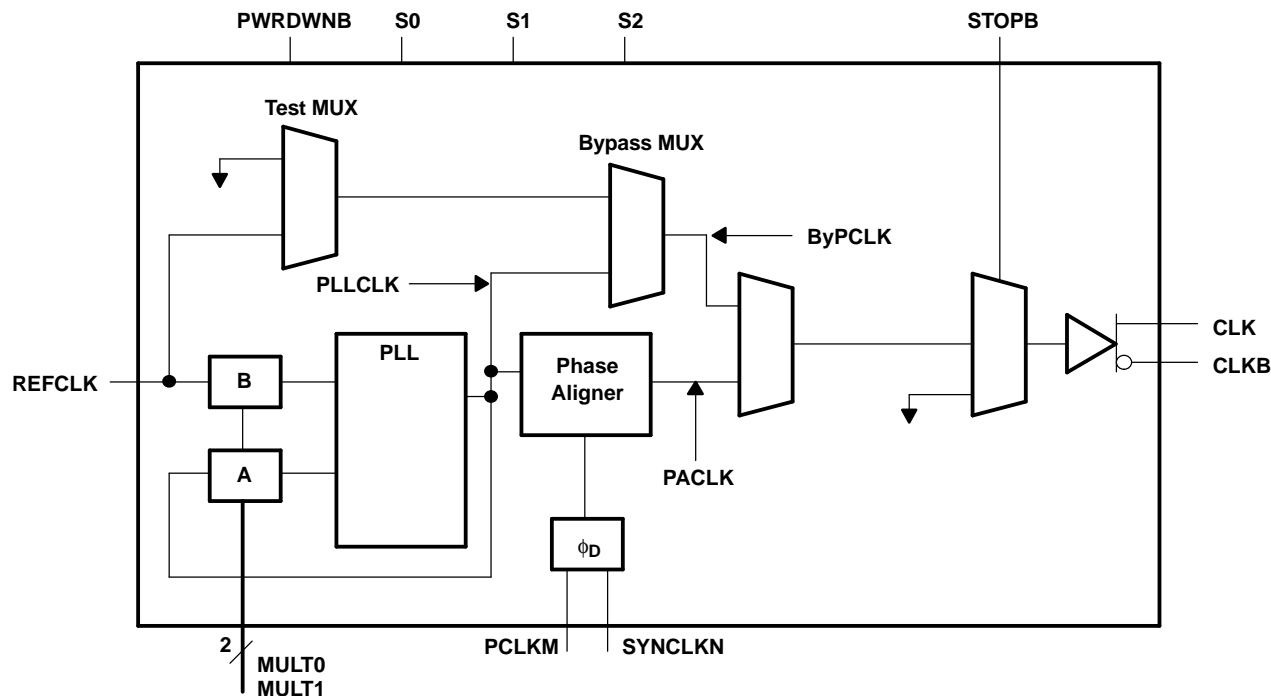 PWRDWNB S0 S1 S2 STOPB
Test MUX
Bypass MUX
ByPCLK
PLLCLK
PLL
CLK
Phase
Aligner
CLKB
REFCLK
B
A
PACLK
ϕD
2
PCLKM SYNCLKN
MULT0
MULT1